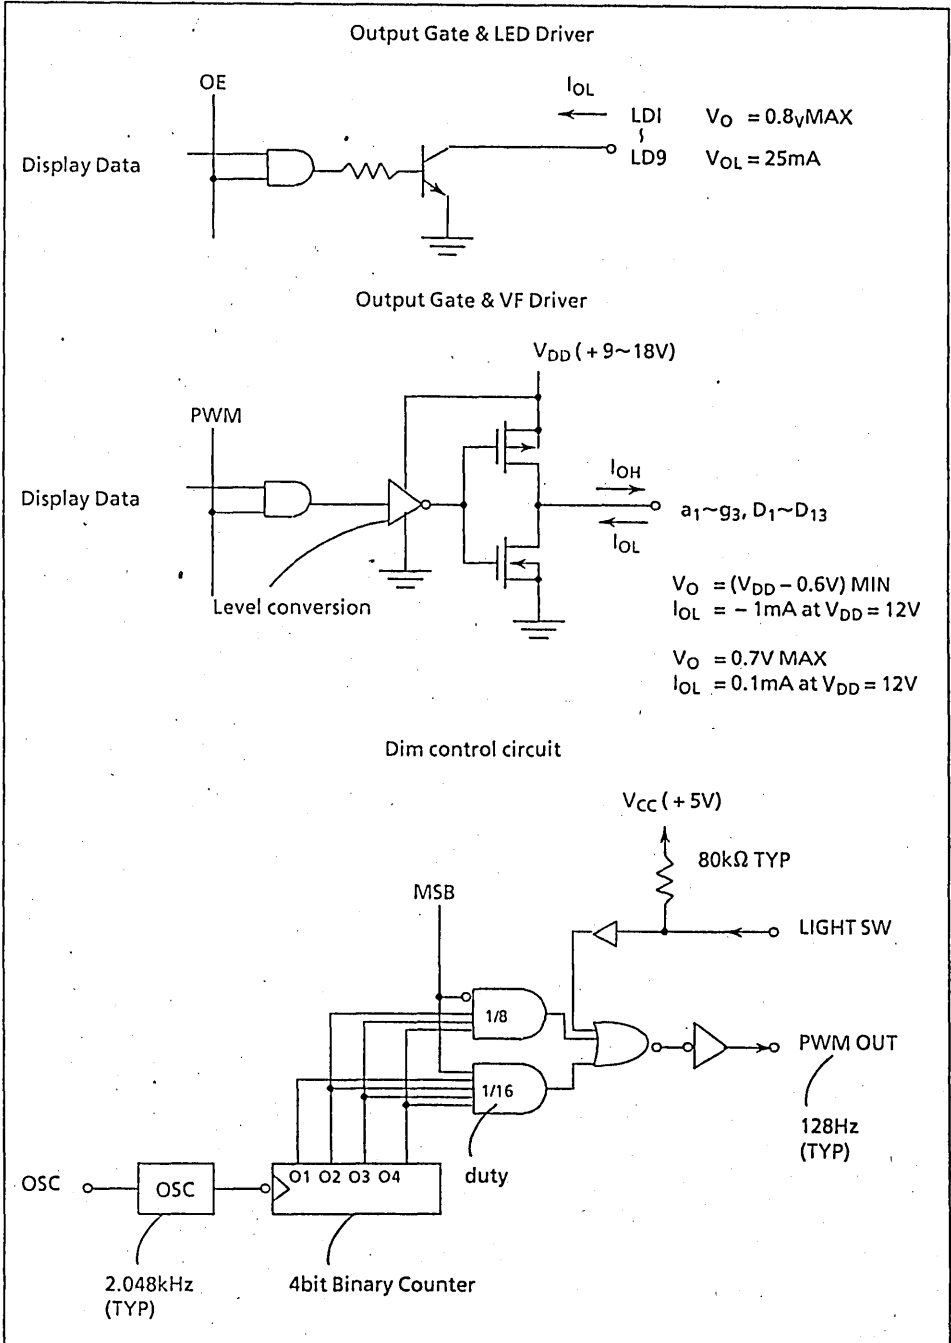 Output Gate & LED Driver
OE
IOL
LDI
VO = 0.8vMAX
Display Data
LD9
VOL = 25mA
Output Gate & VF Driver
VDD (+9~18V)
PWM
IOH
Display Data
a1~g3, D1~D13
IOL
Level conversion
VO = (VDD – 0.6V) MIN
IOL = – 1mA at VDD = 12V
VO = 0.7V MAX
IOL = 0.1mA at VDD = 12V
Dim control circuit
VCC (+5V)
80kΩ TYP
MSB
LIGHT SW
1/8
PWM OUT
1/16
128Hz
(TYP)
duty
O1 O2 O3 O4
OSC
OSC
2.048kHz
(TYP)
4bit Binary Counter